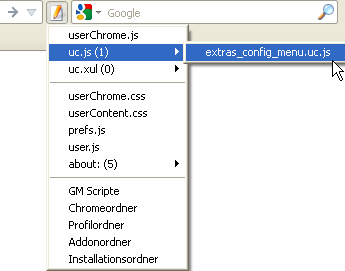 Google
userChrome.js
uc.js (1)
extras_config_menu.uc.js
uc.xul (0)
userChrome.css
userContent.css
prefs.js
user.js
about: (5)
GM Scripte
Chromeordner
Profilordner
Addonordner
Installationsordner